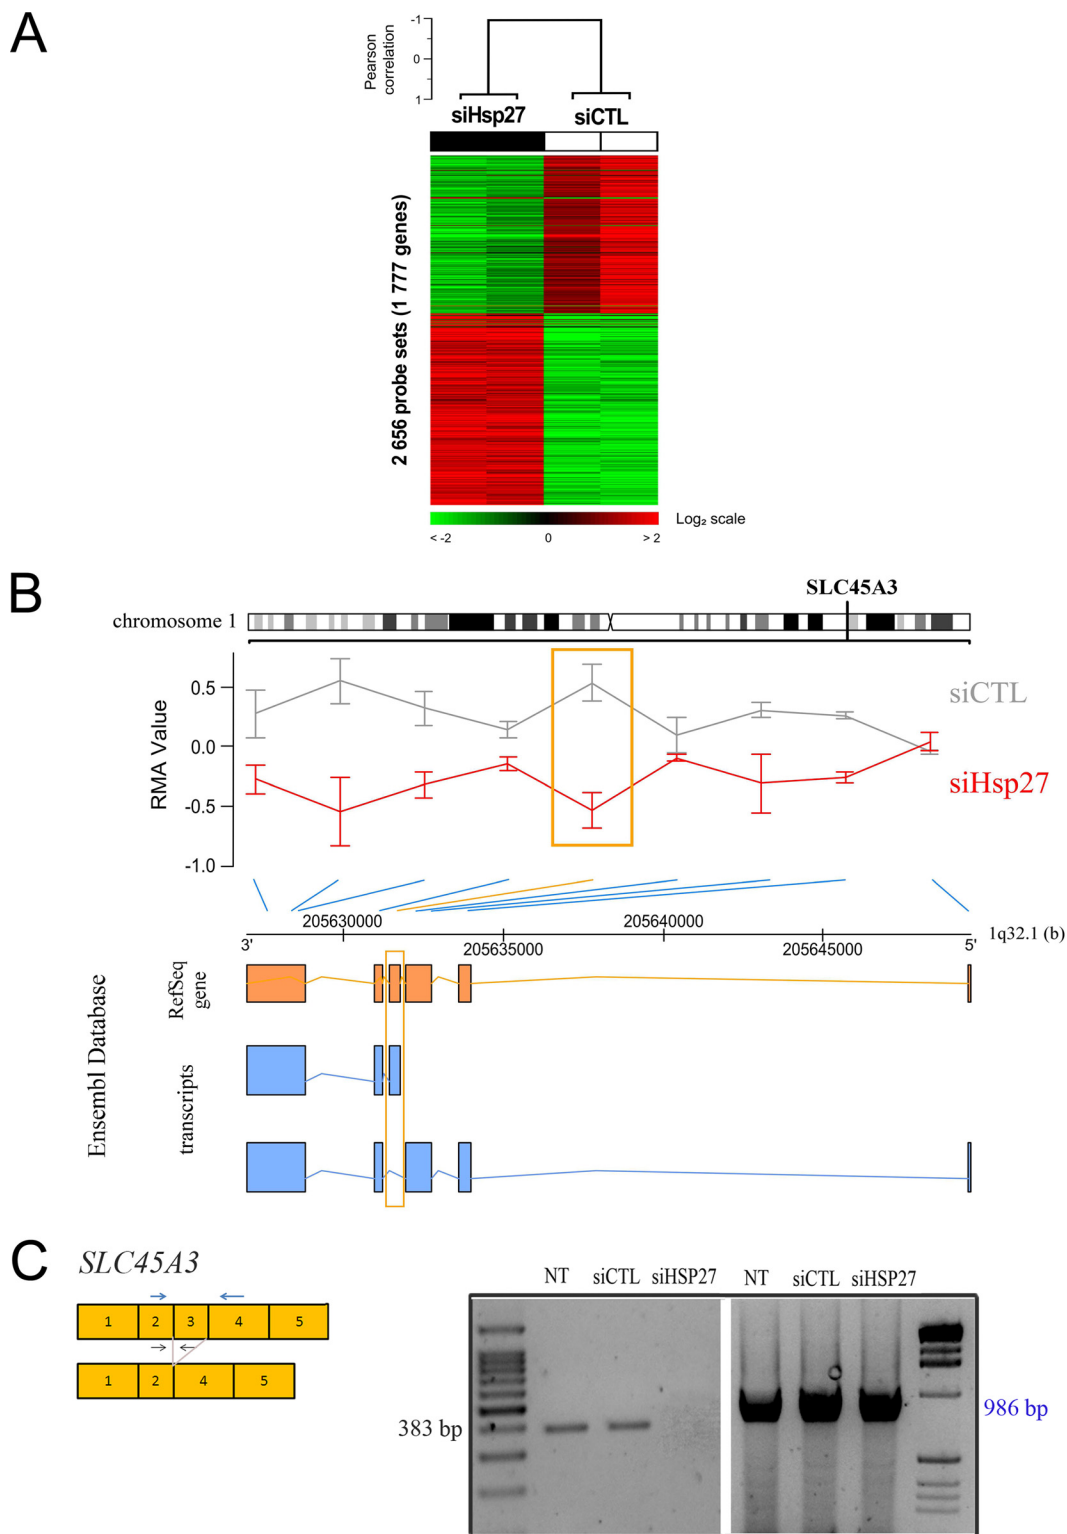 A
Pearson
correlation
-1
0
1
siHsp27 siCTL
2 656 probe sets (1 777 genes)
Log₂ scale
< -2 0 > 2
B
SLC45A3
chromosome 1
RMA Value
0.5
0.0
-0.5
-1.0
siCTL
siHsp27
205630000 205640000
3' 205635000 205645000 5' 1q32.1 (b)
Ensembl Database
RefSeq
gene
transcripts
C
SLC45A3
1 2 3 4 5
1 2 4 5
NT siCTL siHSP27 NT siCTL siHSP27
383 bp
986 bp